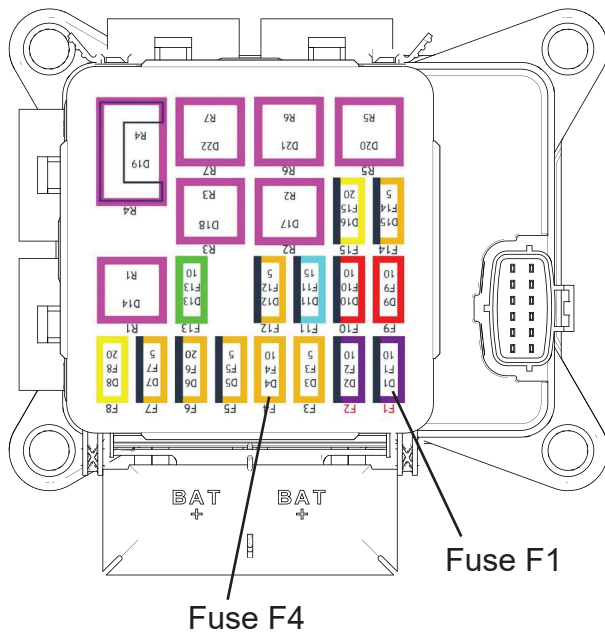 R4
D19
R4
R7
D22
R7
R6
D21
R6
R5
D20
R5
R3
D18
R3
R2
D17
R2
20
F15
D16
F15
5
F14
D15
F14
R1
D14
R1
10
F13
D13
F13
5
F12
D12
F12
15
F11
D11
F11
10
F10
D10
F10
10
F9
D9
F9
20
F8
D8
F8
5
F7
D7
F7
20
F6
D6
F6
5
F5
D5
F5
10
F4
D4
F4
5
F3
D3
F3
10
F2
D2
F2
10
F1
D1
F1
BAT BAT
+ +
Fuse F1
Fuse F4